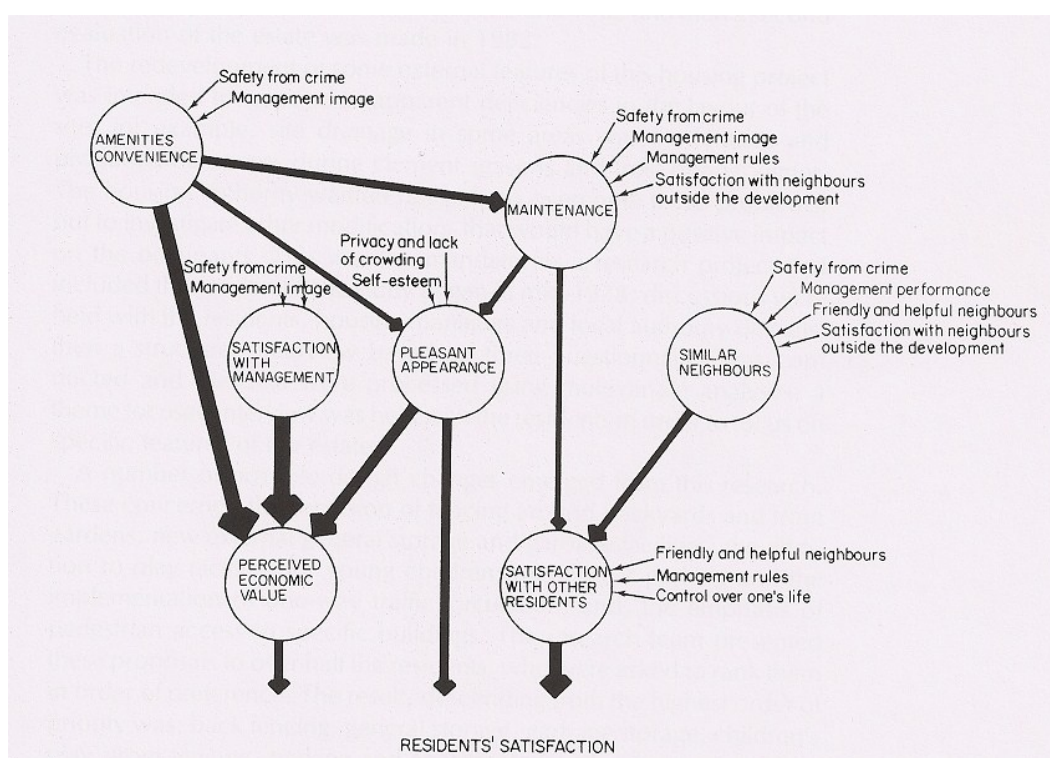 Safety from crime
Management image
AMENITIES
CONVENIENCE
Safety from crime
Management image
Management rules
Satisfaction with neighbours
outside the development
MAINTENANCE
Privacy and lack
of crowding
Self-esteem
Safety from crime
Management image
SATISFACTION
WITH
MANAGEMENT
PLEASANT
APPEARANCE
Safety from crime
Management performance
Friendly and helpful neighbours
Satisfaction with neighbours
outside the development
SIMILAR
NEIGHBOURS
PERCEIVED
ECONOMIC
VALUE
SATISFACTION
WITH OTHER
RESIDENTS
Friendly and helpful neighbours
Management rules
Control over one's life
RESIDENTS' SATISFACTION